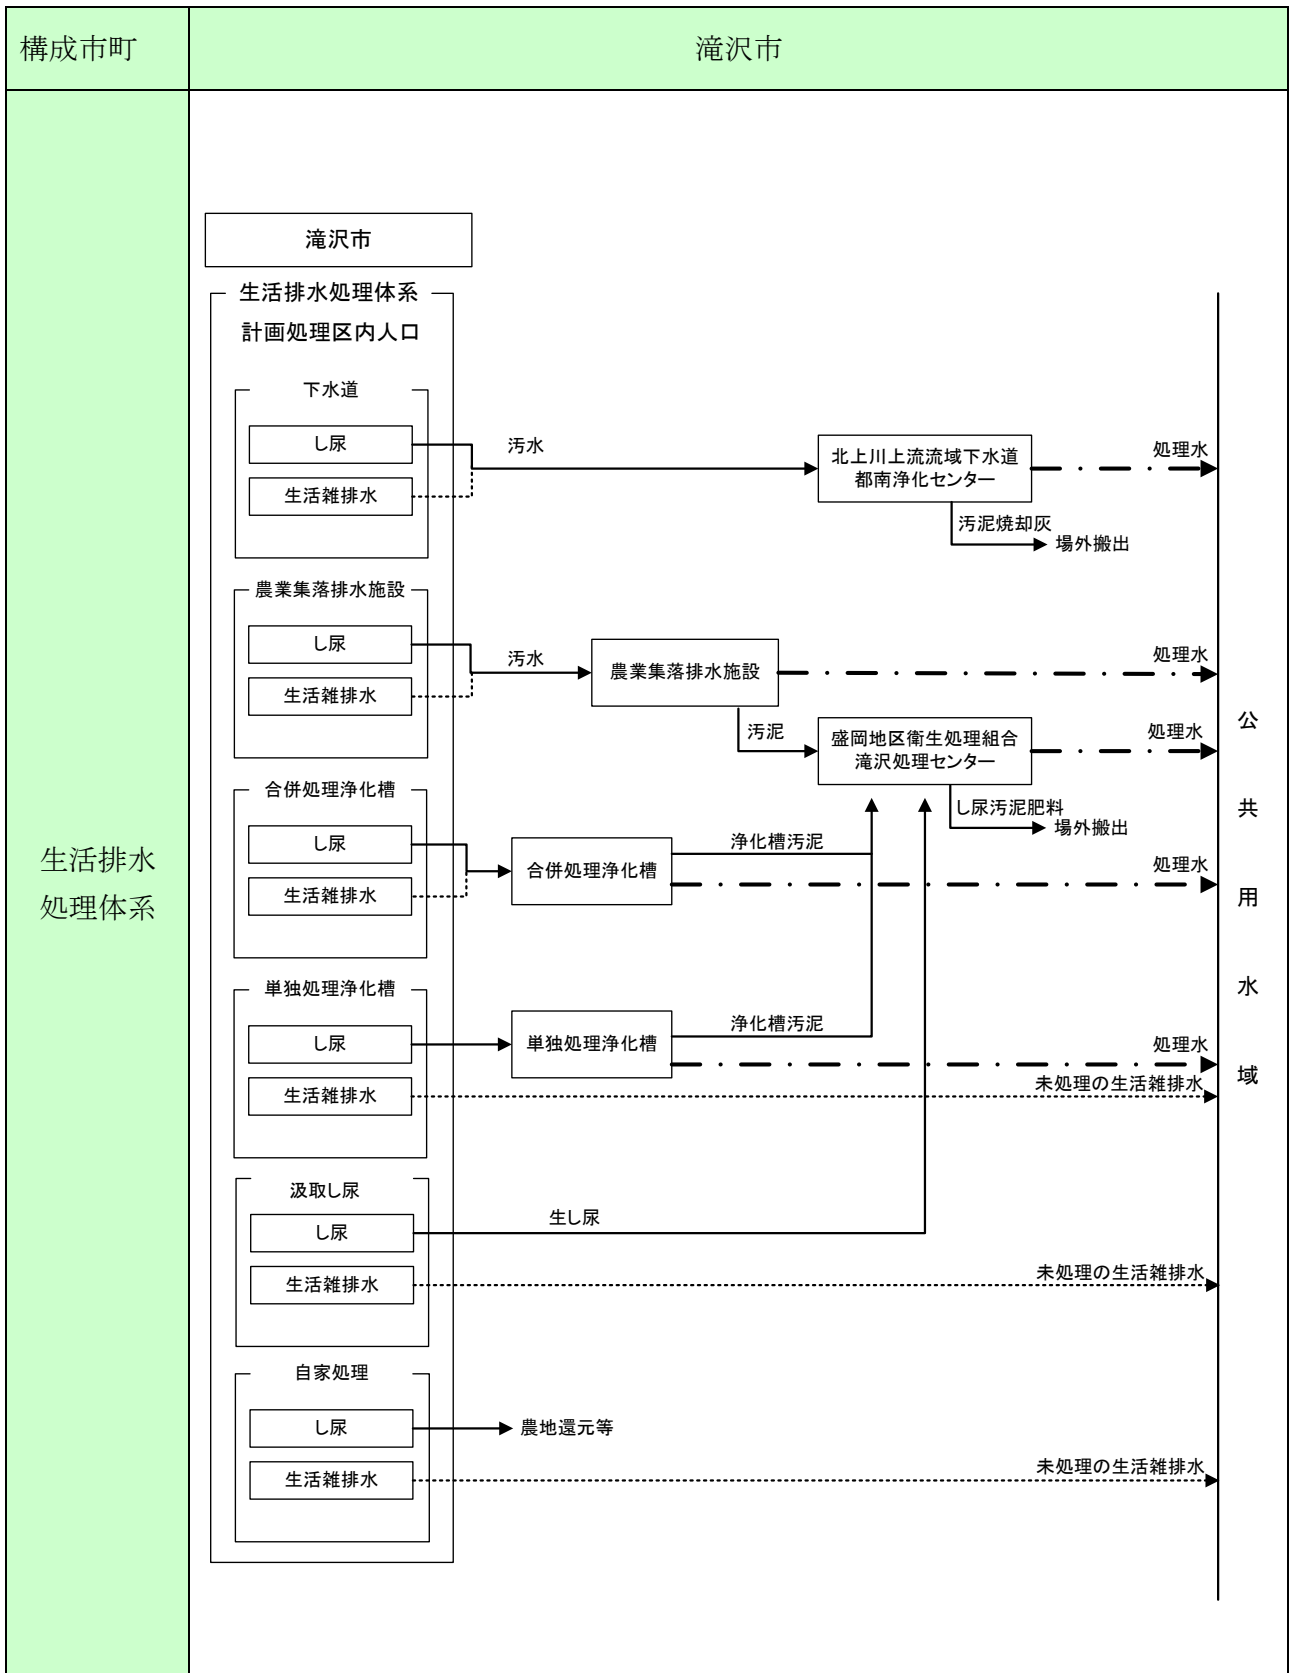 構成市町
滝沢市
生活排水
処理体系
滝沢市
生活排水処理体系
計画処理区内人口
下水道
し尿
生活雑排水
汚水
北上川上流流域下水道
都南浄化センター
処理水
汚泥焼却灰
場外搬出
農業集落排水施設
し尿
生活雑排水
汚水
農業集落排水施設
処理水
汚泥
盛岡地区衛生処理組合
滝沢処理センター
処理水
し尿汚泥肥料
場外搬出
合併処理浄化槽
し尿
生活雑排水
合併処理浄化槽
浄化槽汚泥
処理水
単独処理浄化槽
し尿
生活雑排水
単独処理浄化槽
浄化槽汚泥
処理水
未処理の生活雑排水
汲取し尿
し尿
生活雑排水
生し尿
未処理の生活雑排水
自家処理
し尿
生活雑排水
農地還元等
未処理の生活雑排水
公共用水域